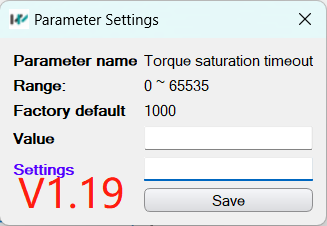 Parameter Settings
Parameter name Torque saturation timeout
Range: 0 ~ 65535
Factory default 1000
Value
Settings
V1.19
Save